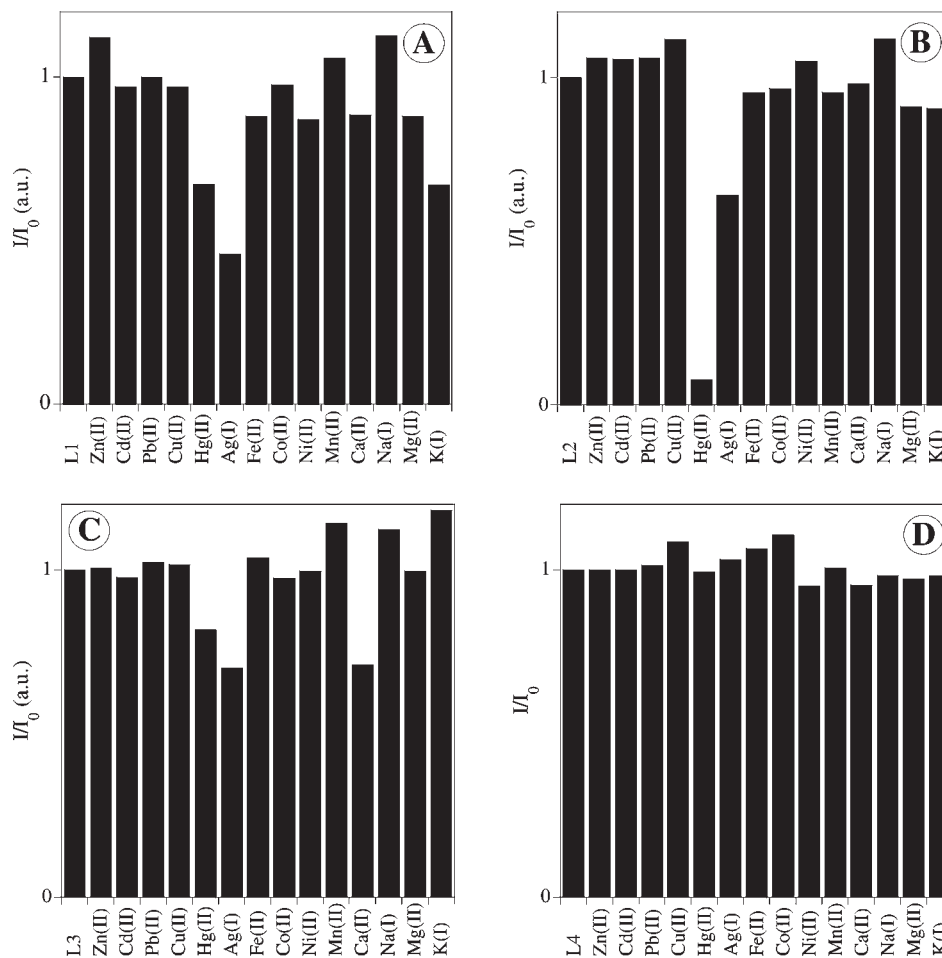 A
1
0
I/I0 (a.u.)
L1
Zn(II)
Cd(II)
Pb(II)
Cu(II)
Hg(II)
Ag(I)
Fe(II)
Co(II)
Ni(II)
Mn(II)
Ca(II)
Na(I)
Mg(II)
K(I)
B
1
0
I/I0 (a.u.)
L2
Zn(II)
Cd(II)
Pb(II)
Cu(II)
Hg(II)
Ag(I)
Fe(II)
Co(II)
Ni(II)
Mn(II)
Ca(II)
Na(I)
Mg(II)
K(I)
C
1
0
I/I0 (a.u.)
L3
Zn(II)
Cd(II)
Pb(II)
Cu(II)
Hg(II)
Ag(I)
Fe(II)
Co(II)
Ni(II)
Mn(II)
Ca(II)
Na(I)
Mg(II)
K(I)
D
1
0
I/I0
L4
Zn(II)
Cd(II)
Pb(II)
Cu(II)
Hg(II)
Ag(I)
Fe(II)
Co(II)
Ni(II)
Mn(II)
Ca(II)
Na(I)
Mg(II)
K(I)